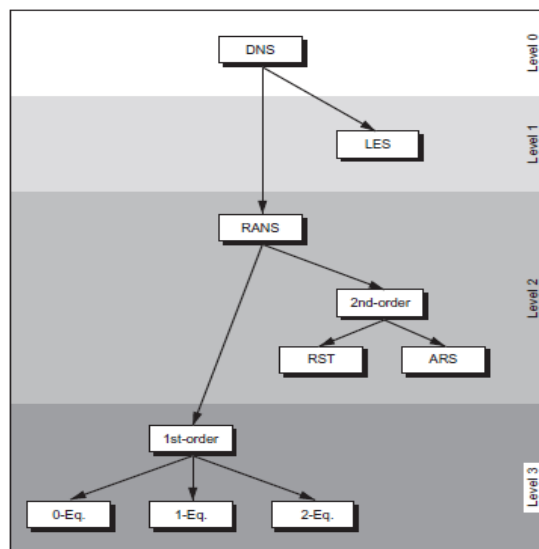 DNS
Level 0
LES
Level 1
RANS
2nd-order
RST ARS
Level 2
1st-order
0-Eq. 1-Eq. 2-Eq.
Level 3